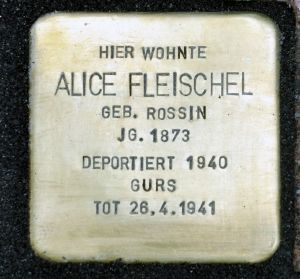 HIER WOHNTE
ALICE FLEISCHEL
GEB. ROSSIN
JG. 1873
DEPORTIERT 1940
GURS
TOT 26.4.1941